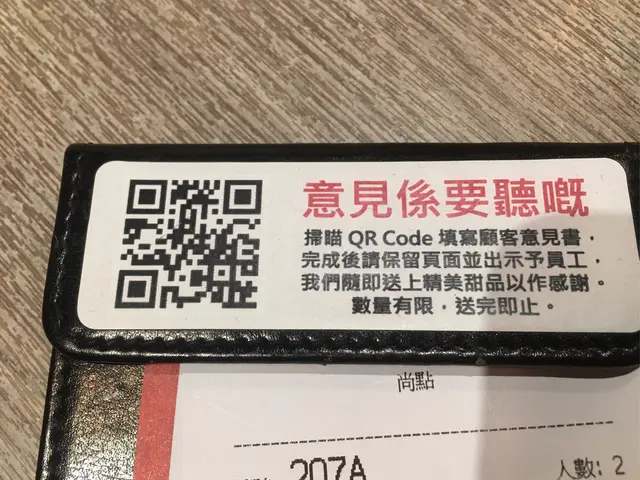 意見係要聽嘅
掃瞄 QR Code 填寫顧客意見書，
完成後請保留頁面並出示予員工，
我們隨即送上精美甜品以作感謝。
數量有限，送完即止。
尚點
207A
人數: 2